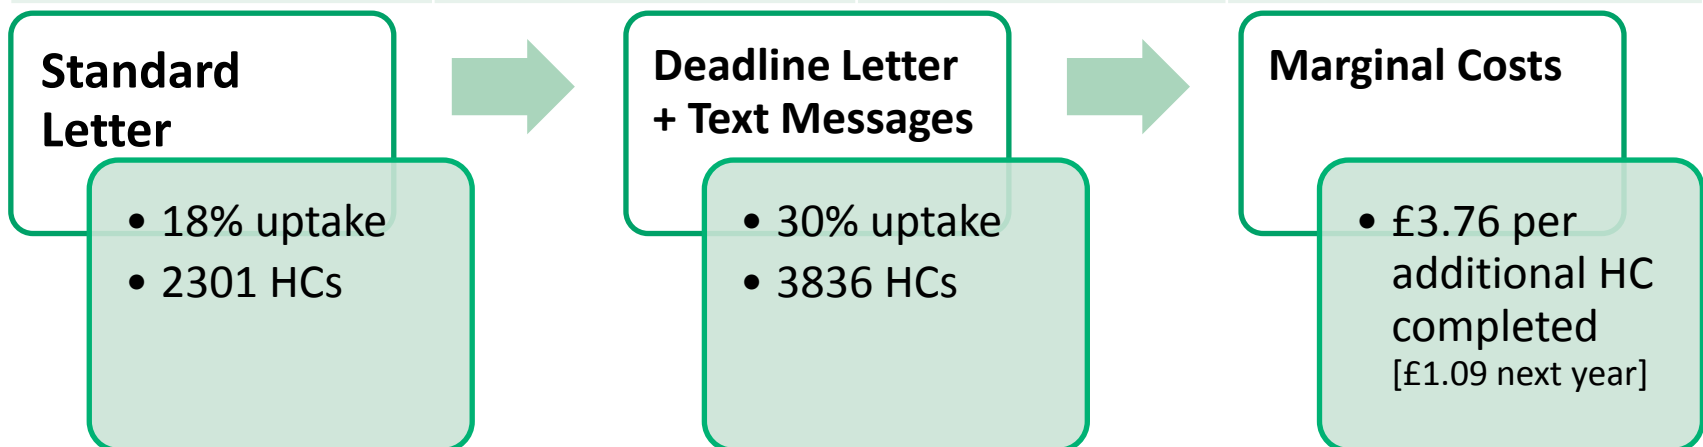 Standard
Letter
• 18% uptake
• 2301 HCs
Deadline Letter
+ Text Messages
• 30% uptake
• 3836 HCs
Marginal Costs
• £3.76 per
additional HC
completed
[£1.09 next year]